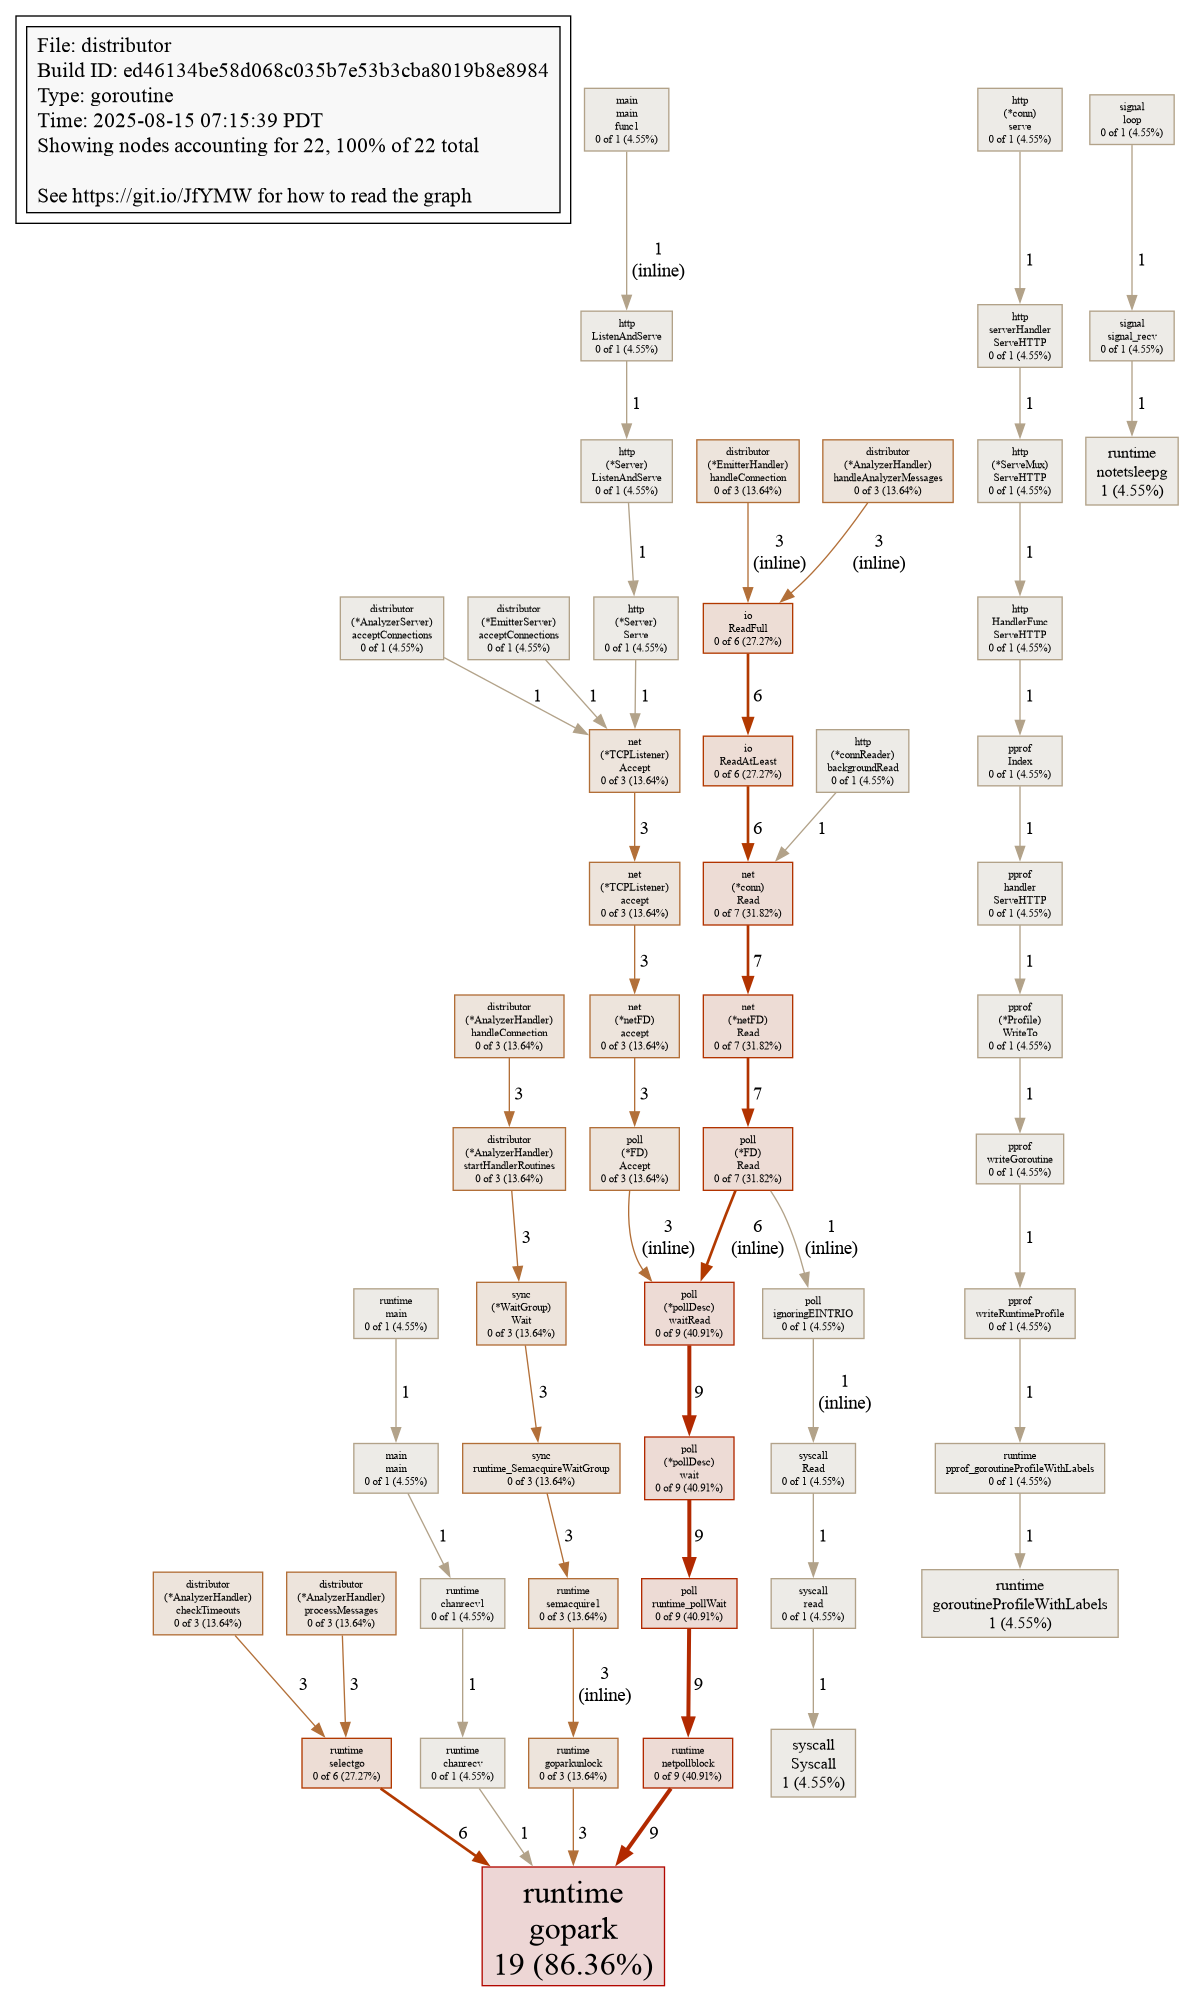 File: distributor
Build ID: ed46134be58d068c035b7e53b3cba8019b8e8984
Type: goroutine
Time: 2025-08-15 07:15:39 PDT
Showing nodes accounting for 22, 100% of 22 total
See https://git.io/JfYMW for how to read the graph
main
main
func1
0 of 1 (4.55%)
http
(*conn)
serve
0 of 1 (4.55%)
signal
loop
0 of 1 (4.55%)
1
(inline)
1
1
http
ListenAndServe
0 of 1 (4.55%)
http
serverHandler
ServeHTTP
0 of 1 (4.55%)
signal
signal_recv
0 of 1 (4.55%)
1
1
1
http
(*Server)
ListenAndServe
0 of 1 (4.55%)
distributor
(*EmitterHandler)
handleConnection
0 of 3 (13.64%)
distributor
(*AnalyzerHandler)
handleAnalyzerMessages
0 of 3 (13.64%)
http
(*ServeMux)
ServeHTTP
0 of 1 (4.55%)
runtime
notetsleepg
1 (4.55%)
1
3
(inline)
3
(inline)
1
distributor
(*AnalyzerServer)
acceptConnections
0 of 1 (4.55%)
distributor
(*EmitterServer)
acceptConnections
0 of 1 (4.55%)
http
(*Server)
Serve
0 of 1 (4.55%)
io
ReadFull
0 of 6 (27.27%)
http
HandlerFunc
ServeHTTP
0 of 1 (4.55%)
1
1
1
6
1
net
(*TCPListener)
Accept
0 of 3 (13.64%)
io
ReadAtLeast
0 of 6 (27.27%)
http
(*connReader)
backgroundRead
0 of 1 (4.55%)
pprof
Index
0 of 1 (4.55%)
3
6
1
1
net
(*TCPListener)
accept
0 of 3 (13.64%)
net
(*conn)
Read
0 of 7 (31.82%)
pprof
handler
ServeHTTP
0 of 1 (4.55%)
3
7
1
distributor
(*AnalyzerHandler)
handleConnection
0 of 3 (13.64%)
net
(*netFD)
accept
0 of 3 (13.64%)
net
(*netFD)
Read
0 of 7 (31.82%)
pprof
(*Profile)
WriteTo
0 of 1 (4.55%)
3
3
7
1
distributor
(*AnalyzerHandler)
startHandlerRoutines
0 of 3 (13.64%)
poll
(*FD)
Accept
0 of 3 (13.64%)
poll
(*FD)
Read
0 of 7 (31.82%)
pprof
writeGoroutine
0 of 1 (4.55%)
3
3
(inline)
6
(inline)
1
(inline)
1
runtime
main
0 of 1 (4.55%)
sync
(*WaitGroup)
Wait
0 of 3 (13.64%)
poll
(*pollDesc)
waitRead
0 of 9 (40.91%)
poll
ignoringEINTRIO
0 of 1 (4.55%)
pprof
writeRuntimeProfile
0 of 1 (4.55%)
1
3
9
1
(inline)
1
main
main
0 of 1 (4.55%)
sync
runtime_SemacquireWaitGroup
0 of 3 (13.64%)
poll
(*pollDesc)
wait
0 of 9 (40.91%)
syscall
Read
0 of 1 (4.55%)
runtime
pprof_goroutineProfileWithLabels
0 of 1 (4.55%)
1
3
9
1
1
distributor
(*AnalyzerHandler)
checkTimeouts
0 of 3 (13.64%)
distributor
(*AnalyzerHandler)
processMessages
0 of 3 (13.64%)
runtime
chanrecv1
0 of 1 (4.55%)
runtime
semacquire1
0 of 3 (13.64%)
poll
runtime_pollWait
0 of 9 (40.91%)
syscall
read
0 of 1 (4.55%)
runtime
goroutineProfileWithLabels
1 (4.55%)
3
3
1
3
(inline)
9
1
runtime
selectgo
0 of 6 (27.27%)
runtime
chanrecv
0 of 1 (4.55%)
runtime
goparkunlock
0 of 3 (13.64%)
runtime
netpollblock
0 of 9 (40.91%)
syscall
Syscall
1 (4.55%)
6
1
3
9
runtime
gopark
19 (86.36%)